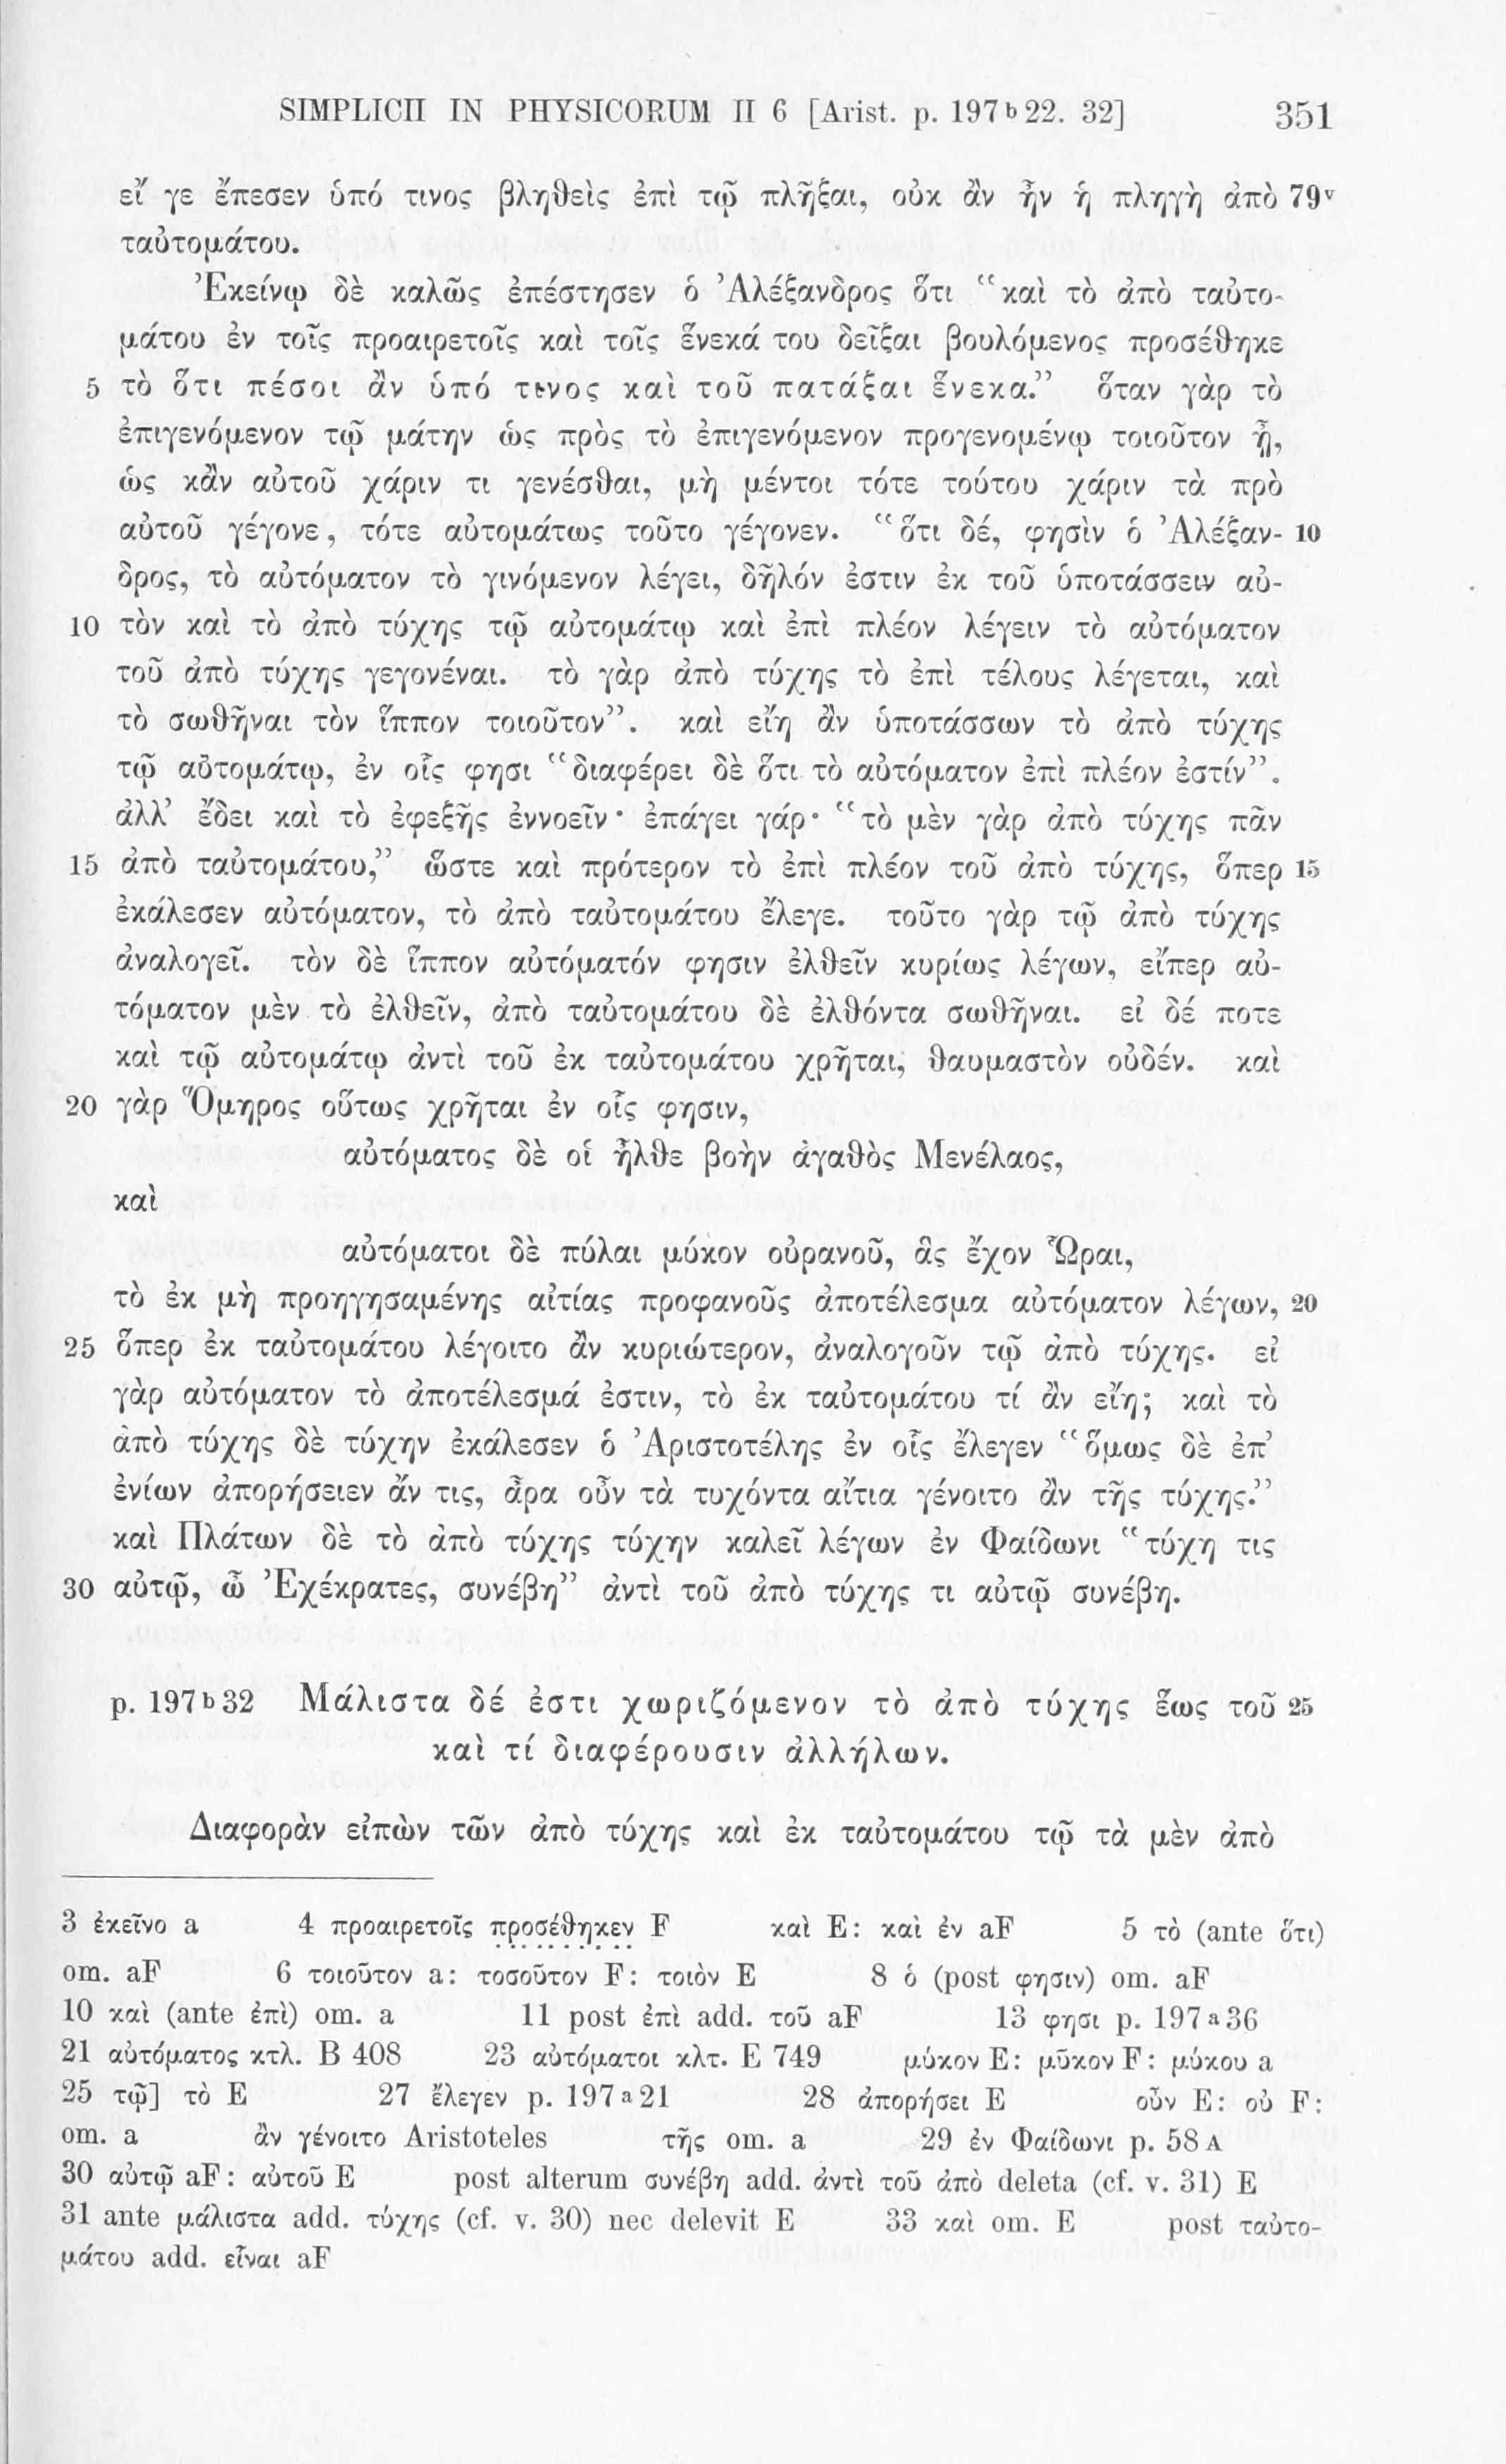 SIMPLICII IN PHYSICORUM II 6 [Arist. p. 197ᵇ22. 32] 351
εἴ γε ἔπεσεν ὑπό τινος βληθεὶς ἐπὶ τῷ πλῆξαι, οὐκ ἂν ἦν ἡ πληγὴ ἀπὸ 79ᵛ
ταὐτομάτου.
Ἐκείνῳ δὲ καλῶς ἐπέστησεν ὁ Ἀλέξανδρος ὅτι “καὶ τὸ ἀπὸ ταὐτο-
μάτου ἐν τοῖς προαιρετοῖς καὶ τοῖς ἕνεκά του δεῖξαι βουλόμενος προσέθηκε
5 τὸ ὅτι πέσοι ἂν ὑπό τινος καὶ τοῦ πατάξαι ἕνεκα.” ὅταν γὰρ τὸ
ἐπιγενόμενον τῷ μάτην ὡς πρὸς τὸ ἐπιγενόμενον προγενομένῳ τοιοῦτον ᾖ,
ὡς κἂν αὐτοῦ χάριν τι γενέσθαι, μὴ μέντοι τότε τούτου χάριν τὰ πρὸ
αὐτοῦ γέγονε, τότε αὐτομάτως τοῦτο γέγονεν. “ὅτι δέ, φησὶν ὁ Ἀλέξαν- 10
δρος, τὸ αὐτόματον τὸ γινόμενον λέγει, δῆλόν ἐστιν ἐκ τοῦ ὑποτάσσειν αὐ-
10 τὸν καὶ τὸ ἀπὸ τύχης τῷ αὐτομάτῳ καὶ ἐπὶ πλέον λέγειν τὸ αὐτόματον
τοῦ ἀπὸ τύχης γεγονέναι. τὸ γὰρ ἀπὸ τύχης τὸ ἐπὶ τέλους λέγεται, καὶ
τὸ σωθῆναι τὸν ἵππον τοιοῦτον”. καὶ εἴη ἂν ὑποτάσσων τὸ ἀπὸ τύχης
τῷ αὐτομάτῳ, ἐν οἷς φησι “διαφέρει δὲ ὅτι τὸ αὐτόματον ἐπὶ πλέον ἐστίν”.
ἀλλ’ ἔδει καὶ τὸ ἐφεξῆς ἐννοεῖν· ἐπάγει γάρ· “τὸ μὲν γὰρ ἀπὸ τύχης πᾶν
15 ἀπὸ ταὐτομάτου,” ὥστε καὶ πρότερον τὸ ἐπὶ πλέον τοῦ ἀπὸ τύχης, ὅπερ 15
ἐκάλεσεν αὐτόματον, τὸ ἀπὸ ταὐτομάτου ἔλεγε. τοῦτο γὰρ τῷ ἀπὸ τύχης
ἀναλογεῖ. τὸν δὲ ἵππον αὐτόματόν φησιν ἐλθεῖν κυρίως λέγων, εἴπερ αὐ-
τόματον μὲν τὸ ἐλθεῖν, ἀπὸ ταὐτομάτου δὲ ἐλθόντα σωθῆναι. εἰ δέ ποτε
καὶ τῷ αὐτομάτῳ ἀντὶ τοῦ ἐκ ταὐτομάτου χρῆται, θαυμαστὸν οὐδέν. καὶ
20 γὰρ Ὅμηρος οὕτως χρῆται ἐν οἷς φησιν,
αὐτόματος δὲ οἱ ἦλθε βοὴν ἀγαθὸς Μενέλαος,
καὶ
αὐτόματοι δὲ πύλαι μύκον οὐρανοῦ, ἃς ἔχον Ὧραι,
τὸ ἐκ μὴ προηγησαμένης αἰτίας προφανοῦς ἀποτέλεσμα αὐτόματον λέγων, 20
25 ὅπερ ἐκ ταὐτομάτου λέγοιτο ἂν κυριώτερον, ἀναλογοῦν τῷ ἀπὸ τύχης. εἰ
γὰρ αὐτόματον τὸ ἀποτέλεσμά ἐστιν, τὸ ἐκ ταὐτομάτου τί ἂν εἴη; καὶ τὸ
ἀπὸ τύχης δὲ τύχην ἐκάλεσεν ὁ Ἀριστοτέλης ἐν οἷς ἔλεγεν “ὅμως δὲ ἐπ’
ἐνίων ἀπορήσειεν ἄν τις, ἆρα οὖν τὰ τυχόντα αἴτια γένοιτο ἂν τῆς τύχης.”
καὶ Πλάτων δὲ τὸ ἀπὸ τύχης τύχην καλεῖ λέγων ἐν Φαίδωνι “τύχη τις
30 αὐτῷ, ὦ Ἐχέκρατες, συνέβη” ἀντὶ τοῦ ἀπὸ τύχης τι αὐτῷ συνέβη.
p. 197ᵇ32 Μάλιστα δέ ἐστι χωριζόμενον τὸ ἀπὸ τύχης ἕως τοῦ 25
καὶ τί διαφέρουσιν ἀλλήλων.
Διαφορὰν εἰπὼν τῶν ἀπὸ τύχης καὶ ἐκ ταὐτομάτου τῷ τὰ μὲν ἀπὸ
3 ἐκεῖνο a 4 προαιρετοῖς προσέθηκεν F καὶ E: καὶ ἐν aF 5 τὸ (ante ὅτι)
om. aF 6 τοιοῦτον a: τοσοῦτον F: τοιὸν E 8 ὁ (post φησιν) om. aF
10 καὶ (ante ἐπὶ) om. a 11 post ἐπὶ add. τοῦ aF 13 φησι p. 197ᵃ36
21 αὐτόματος κτλ. B 408 23 αὐτόματοι κλτ. E 749 μύκον E: μῦκον F: μύκου a
25 τῷ] τὸ E 27 ἔλεγεν p. 197ᵃ21 28 ἀπορήσει E οὖν E: οὐ F:
om. a ἂν γένοιτο Aristoteles τῆς om. a 29 ἐν Φαίδωνι p. 58A
30 αὐτῷ aF: αὐτοῦ E post alterum συνέβη add. ἀντὶ τοῦ ἀπὸ deleta (cf. v. 31) E
31 ante μάλιστα add. τύχης (cf. v. 30) nec delevit E 33 καὶ om. E post ταὐτο-
μάτου add. εἶναι aF